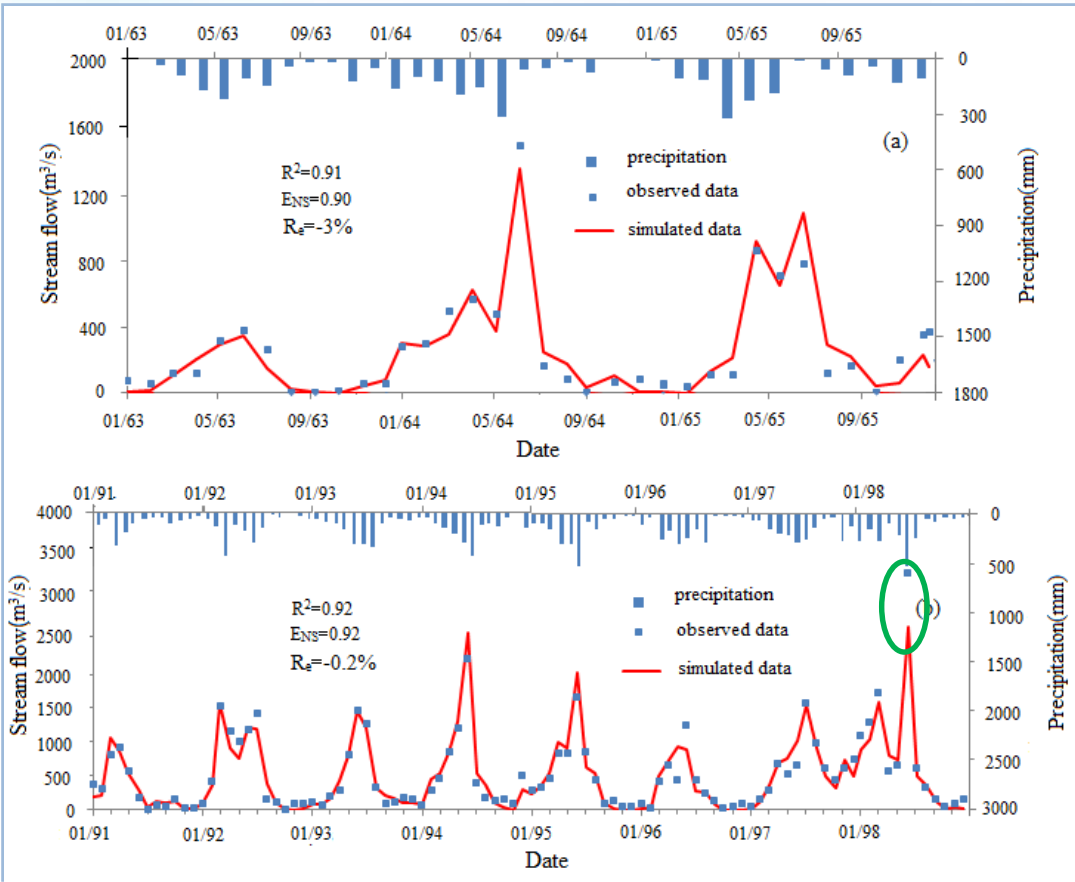 01/63 05/63 09/63 01/64 05/64 09/64 01/65 05/65 09/65
2000 0
1600 300
1200 600
800 900
400 1200
0 1500
1800
Stream flow(m³/s)
Precipitation(mm)
(a)
R²=0.91
E_NS=0.90
R_e=-3%
precipitation
observed data
simulated data
01/63 05/63 09/63 01/64 05/64 09/64 01/65 05/65 09/65
Date
01/91 01/92 01/93 01/94 01/95 01/96 01/97 01/98
4000 0
3500 500
3000 1000
2500 1500
2000 2000
1500 2500
1000 3000
500
0
Stream flow(m³/s)
Precipitation(mm)
(b)
R²=0.92
E_NS=0.92
R_e=-0.2%
precipitation
observed data
simulated data
01/91 01/92 01/93 01/94 01/95 01/96 01/97 01/98
Date